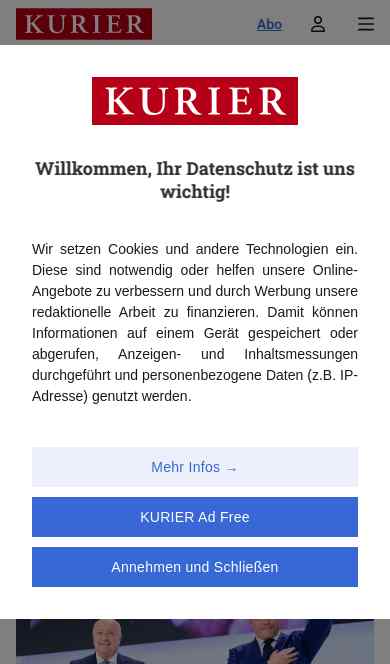 KURIER
Abo
KURIER
Willkommen, Ihr Datenschutz ist uns
wichtig!
Wir setzen Cookies und andere Technologien ein.
Diese sind notwendig oder helfen unsere Online-
Angebote zu verbessern und durch Werbung unsere
redaktionelle Arbeit zu finanzieren. Damit können
Informationen auf einem Gerät gespeichert oder
abgerufen, Anzeigen- und Inhaltsmessungen
durchgeführt und personenbezogene Daten (z.B. IP-
Adresse) genutzt werden.
Mehr Infos →
KURIER Ad Free
Annehmen und Schließen